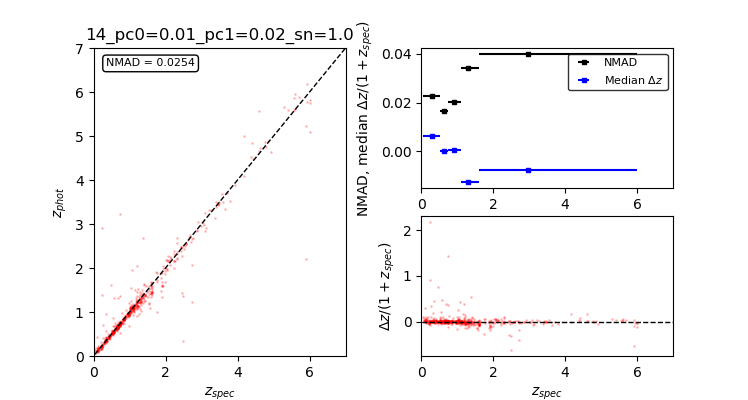 14_pc0=0.01_pc1=0.02_sn=1.0
NMAD = 0.0254
7
6
5
4
3
2
1
0
z_phot
0 2 4 6
z_spec
NMAD, median Δz/(1 + z_spec)
0.04
0.02
0.00
NMAD
Median Δz
0 2 4 6
Δz/(1 + z_spec)
2
1
0
0 2 4 6
z_spec